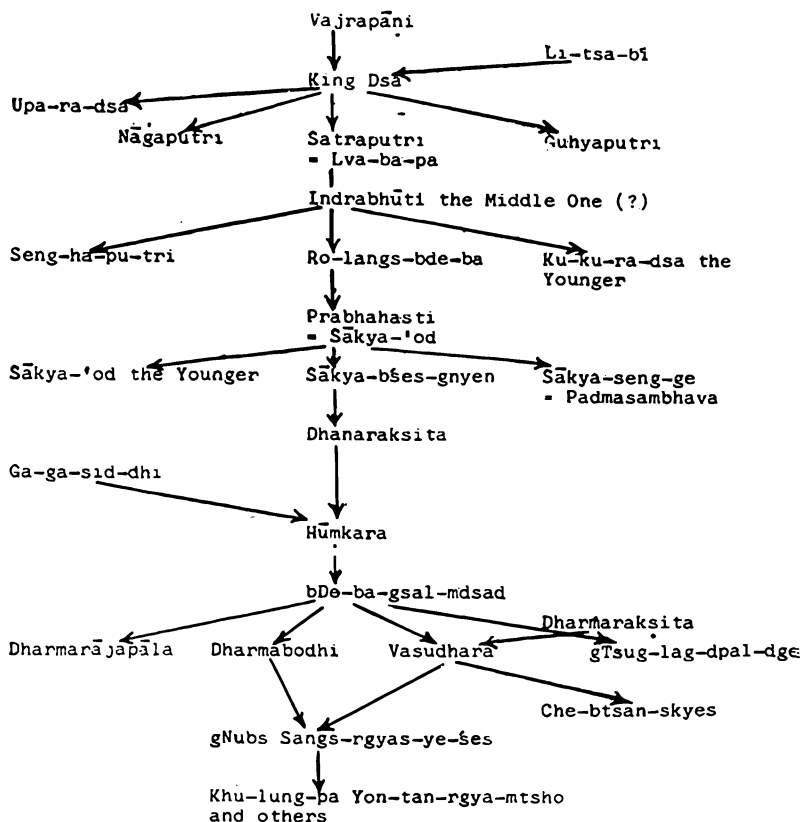 Vajrapāni
Li-tsa-bī
King Dsa
Upa-ra-dsa
Nāgaputri
Satraputri
= Lva-ba-pa
Guhyaputri
Indrabhūti the Middle One (?)
Seng-ha-pu-tri
Ro-langs-bde-ba
Ku-ku-ra-dsa the
Younger
Prabhahasti
= Sākya-'od
Sākya-'od the Younger
Sākya-bśes-gnyen
Sākya-seng-ge
= Padmasambhava
Dhanaraksita
Ga-ga-sid-dhi
Hūmkara
bDe-ba-gsal-mdsad
Dharmarājapāla
Dharmabodhi
Vasudhara
Dharmaraksita
gTsug-lag-dpal-dge
Che-btsan-skyes
gNubs Sangs-rgyas-ye-śes
Khu-lung-pa Yon-tan-rgya-mtsho
and others